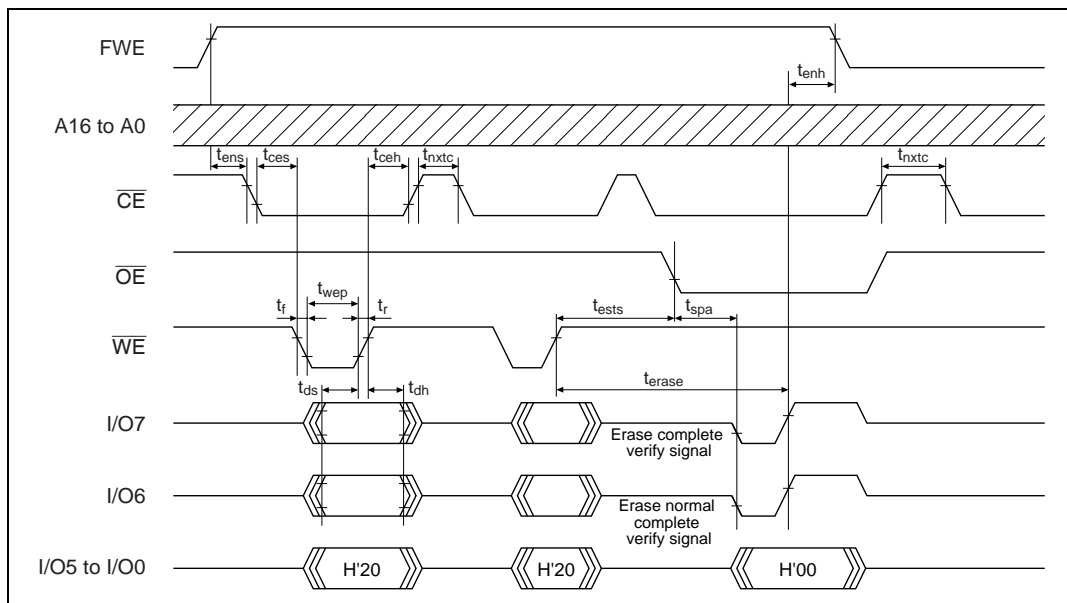 FWE
tenh
A16 to A0
tens
tces
tceh
tnxtc
tnxtc
CE
OE
twep
tf
tr
tests
tspa
WE
terase
tds
tdh
I/O7
Erase complete
verify signal
I/O6
Erase normal
complete
verify signal
I/O5 to I/O0
H'20
H'20
H'00